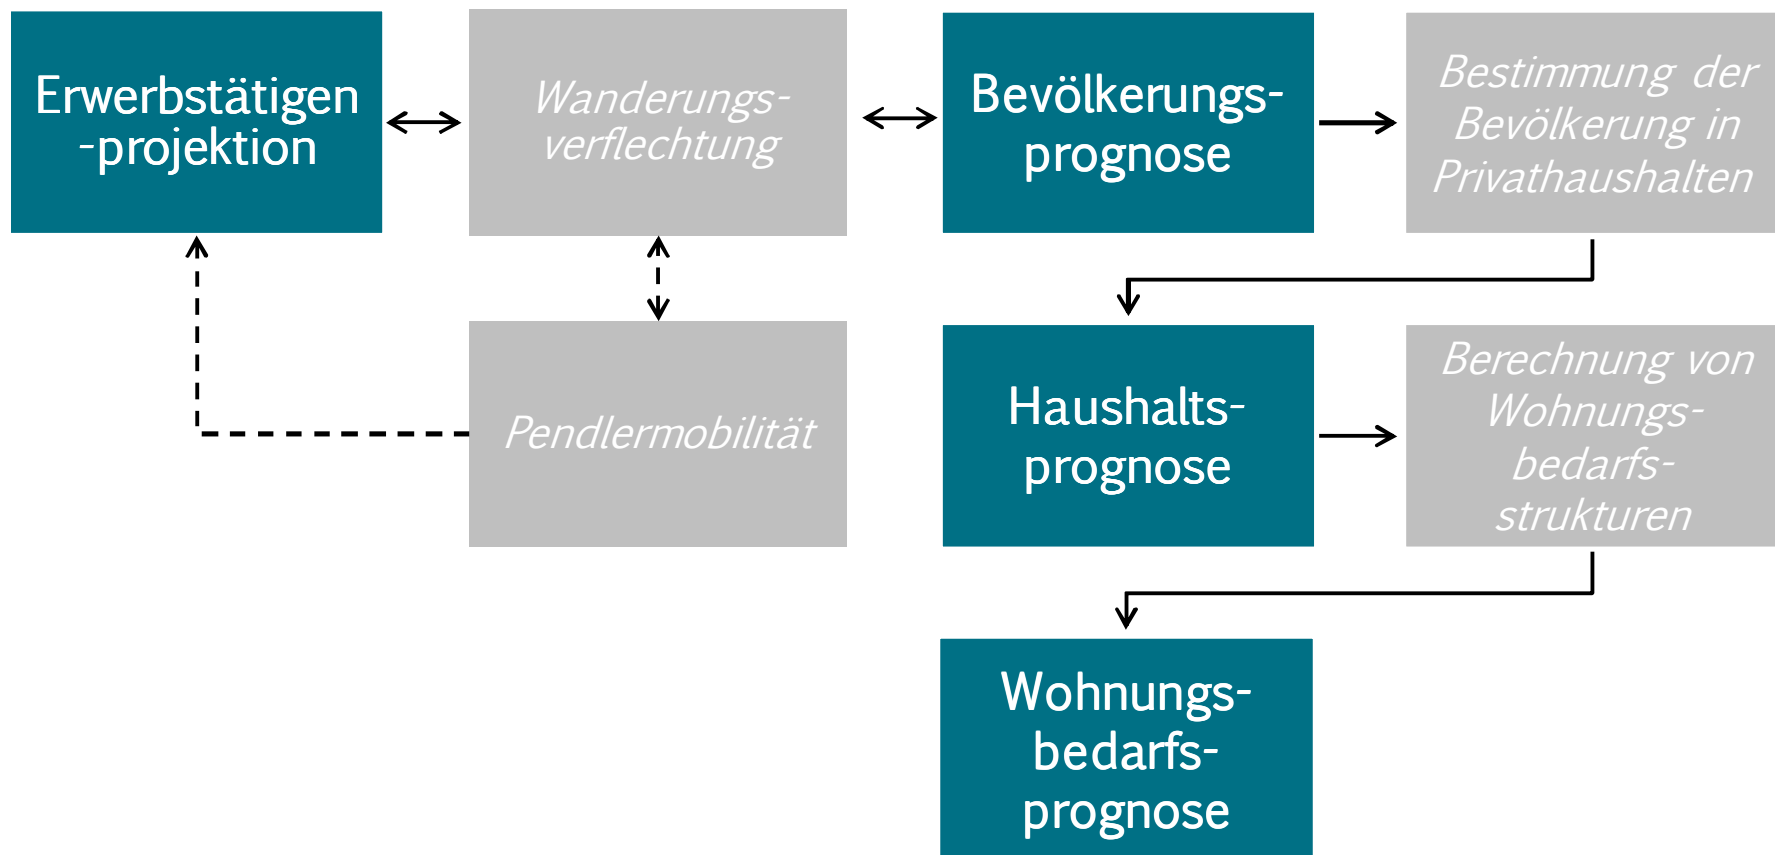 Erwerbstätigen
-projektion
Wanderungs-
verflechtung
Bevölkerungs-
prognose
Bestimmung der
Bevölkerung in
Privathaushalten
Pendlermobilität
Haushalts-
prognose
Berechnung von
Wohnungs-
bedarfs-
strukturen
Wohnungs-
bedarfs-
prognose